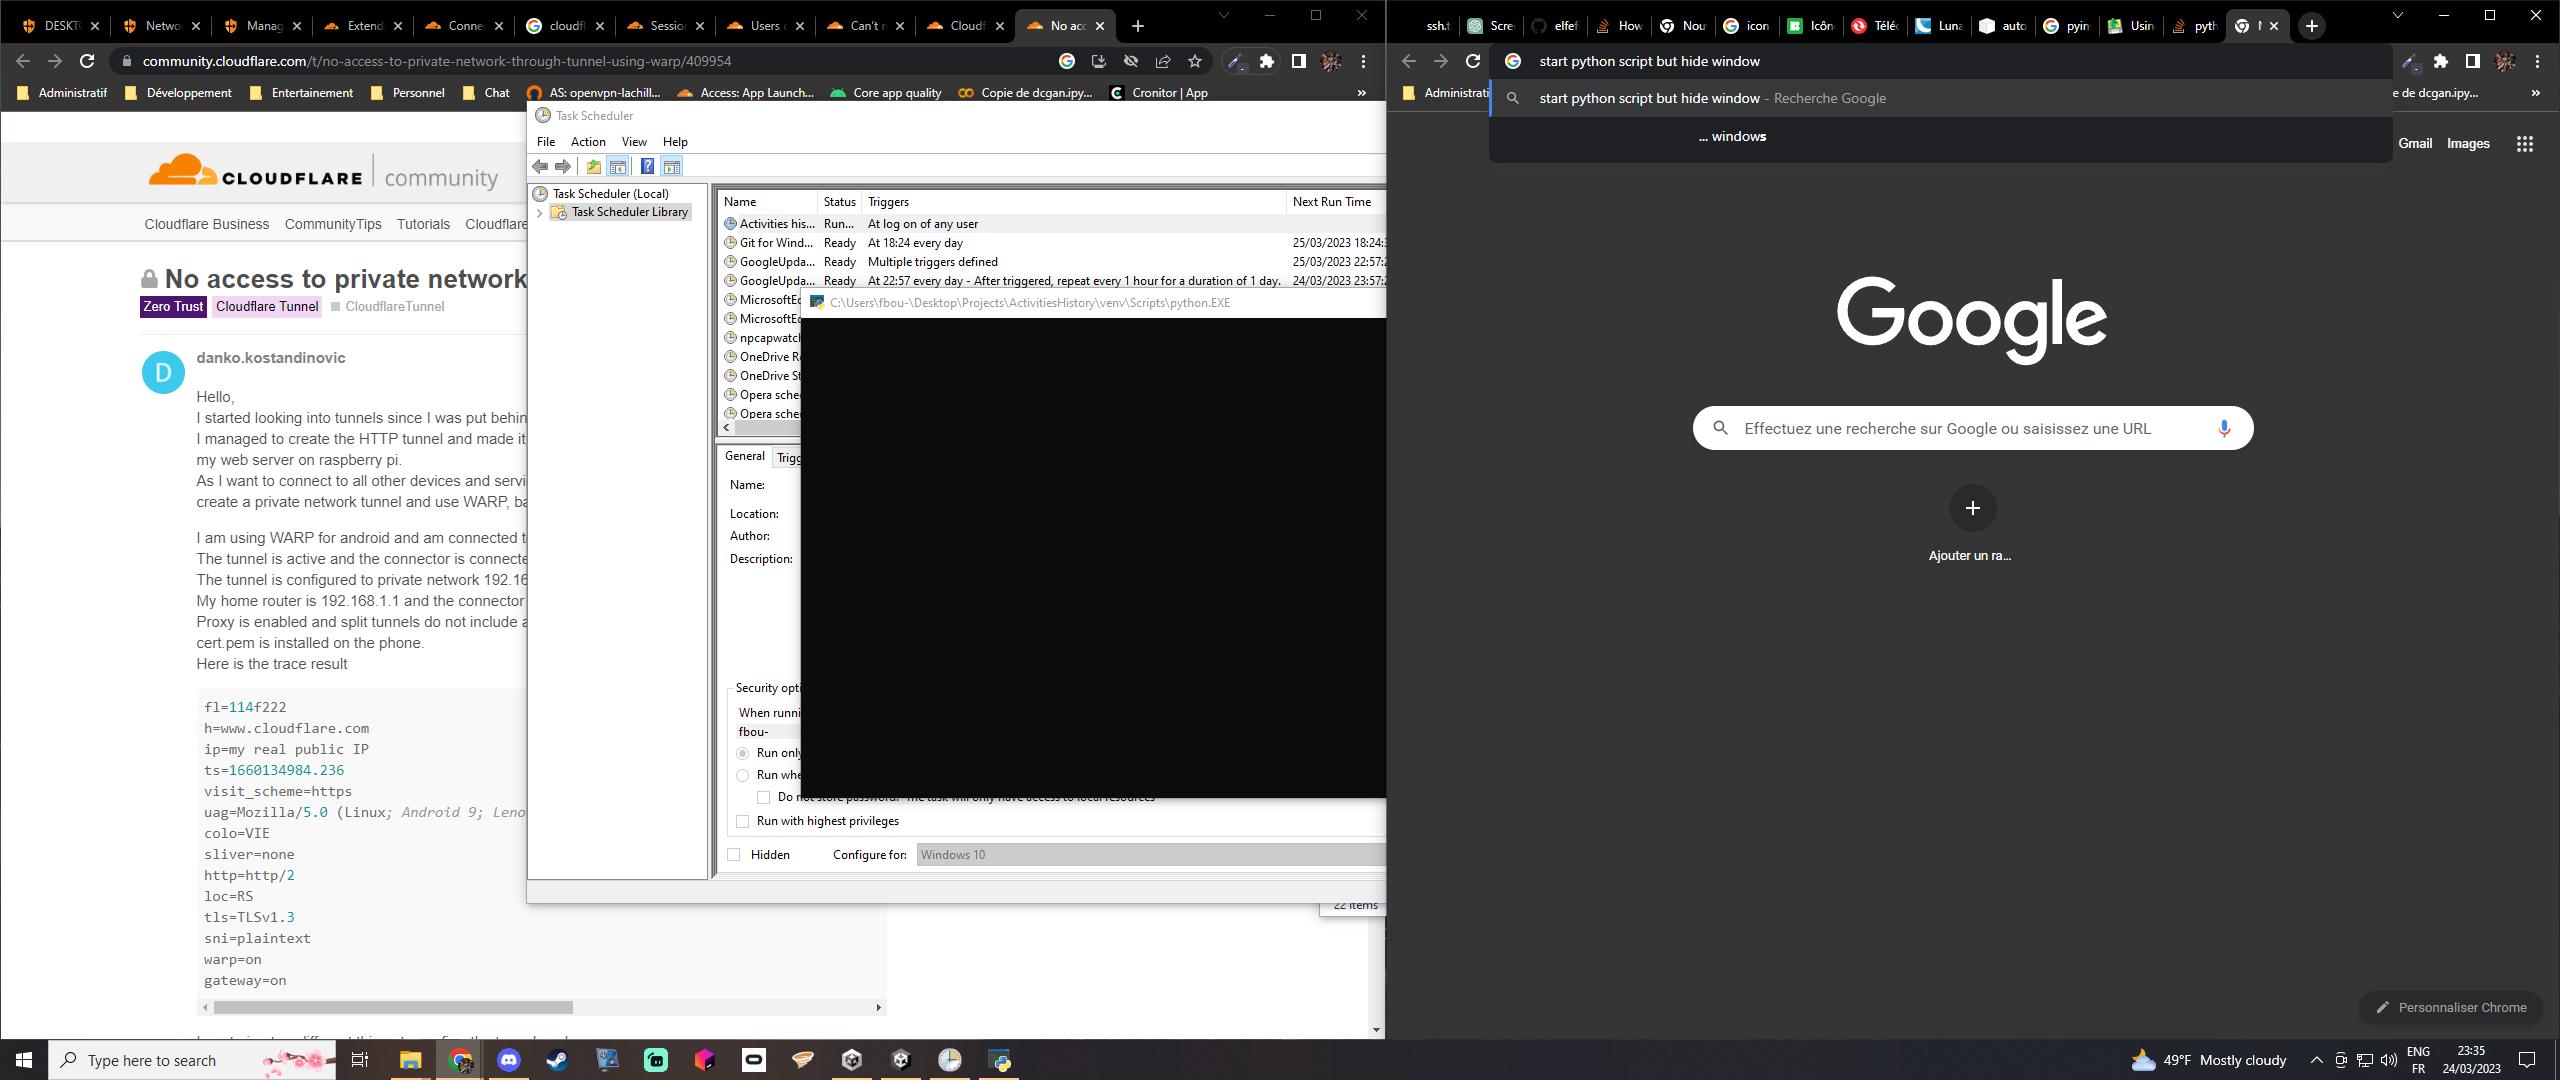 DESKT
Netwo
Manag
Extend
Conne
cloudfl
Session
Users
Can't r
Cloudf
No acc
community.cloudflare.com/t/no-access-to-private-network-through-tunnel-using-warp/409954
Administratif
Développement
Entertainement
Personnel
Chat
AS: openvpn-lachill...
Access: App Launch...
Core app quality
Copie de dcgan.ipy...
Cronitor | App
»
CLOUDFLARE community
Cloudflare Business
CommunityTips
Tutorials
Cloudflare
No access to private network
Zero Trust
Cloudflare Tunnel
CloudflareTunnel
D
danko.kostandinovic
Hello,
I started looking into tunnels since I was put behin
I managed to create the HTTP tunnel and made it
my web server on raspberry pi.
As I want to connect to all other devices and servi
create a private network tunnel and use WARP, ba
I am using WARP for android and am connected t
The tunnel is active and the connector is connecte
The tunnel is configured to private network 192.16
My home router is 192.168.1.1 and the connector
Proxy is enabled and split tunnels do not include a
cert.pem is installed on the phone.
Here is the trace result
fl=114f222
h=www.cloudflare.com
ip=my real public IP
ts=1660134984.236
visit_scheme=https
uag=Mozilla/5.0 (Linux; Android 9; Leno
colo=VIE
sliver=none
http=http/2
loc=RS
tls=TLSv1.3
sni=plaintext
warp=on
gateway=on
Task Scheduler
File Action View Help
Task Scheduler (Local)
Task Scheduler Library
Name Status Triggers Next Run Time
Activities his... Run... At log on of any user
Git for Wind... Ready At 18:24 every day 25/03/2023 18:24:
GoogleUpda... Ready Multiple triggers defined 25/03/2023 22:57:
GoogleUpda... Ready At 22:57 every day - After triggered, repeat every 1 hour for a duration of 1 day. 24/03/2023 23:57:
MicrosoftEd
MicrosoftEd
npcapwatch
OneDrive Re
OneDrive St
Opera sche
Opera sche
C:\Users\fbou-\Desktop\Projects\ActivitiesHistory\venv\Scripts\python.EXE
General Trigg
Name:
Location:
Author:
Description:
Security opti
When runni
fbou-
Run only
Run whe
Do not store password. The task will only have access to local resources
Run with highest privileges
Hidden
Configure for: Windows 10
22 items
ssh.t
Scre
elfef
How
Nou
icon
Icôn
Téléc
Luna
auto
pyin
Usin
pyth
start python script but hide window
start python script but hide window - Recherche Google
... windows
Administrati
e de dcgan.ipy...
»
Gmail Images
Google
Effectuez une recherche sur Google ou saisissez une URL
Ajouter un ra...
Personnaliser Chrome
Type here to search
49°F Mostly cloudy
ENG
FR
23:35
24/03/2023